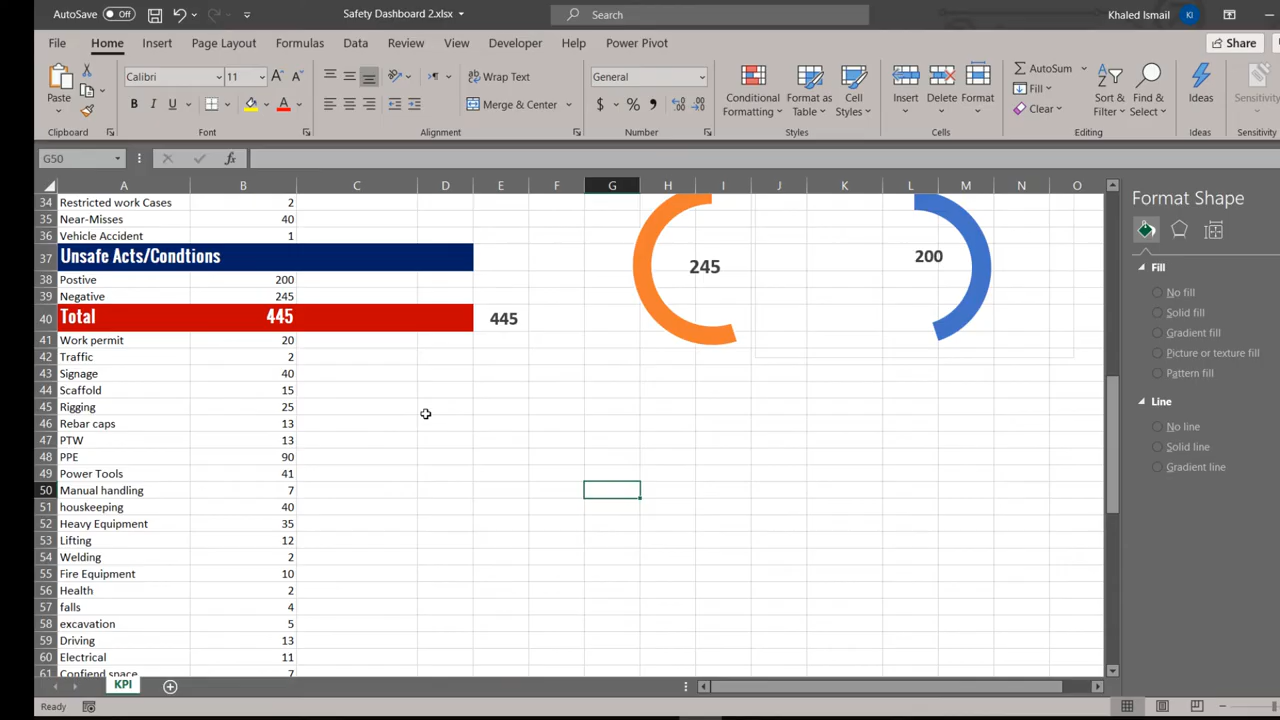 AutoSave Off Safety Dashboard 2.xlsx Search Khaled Ismail KI
File Home Insert Page Layout Formulas Data Review View Developer Help Power Pivot Share
Paste Calibri 11 Wrap Text General Conditional Formatting Format as Table Cell Styles Insert Delete Format AutoSum Sort & Filter Find & Select Ideas Sensitivity
B I U Merge & Center $ % Fill
Clear
Clipboard Font Alignment Number Styles Cells Editing Ideas Sensitivity
G50 fx
A B C D E F G H I J K L M N O
34 Restricted work Cases 2
35 Near-Misses 40
36 Vehicle Accident 1
37 Unsafe Acts/Condtions
38 Postive 200
39 Negative 245
40 Total 445 445
41 Work permit 20
42 Traffic 2
43 Signage 40
44 Scaffold 15
45 Rigging 25
46 Rebar caps 13
47 PTW 13
48 PPE 90
49 Power Tools 41
50 Manual handling 7
51 houskeeping 40
52 Heavy Equipment 35
53 Lifting 12
54 Welding 2
55 Fire Equipment 10
56 Health 2
57 falls 4
58 excavation 5
59 Driving 13
60 Electrical 11
61 Confiend space 7
245
200
Format Shape
Fill
No fill
Solid fill
Gradient fill
Picture or texture fill
Pattern fill
Line
No line
Solid line
Gradient line
KPI
Ready